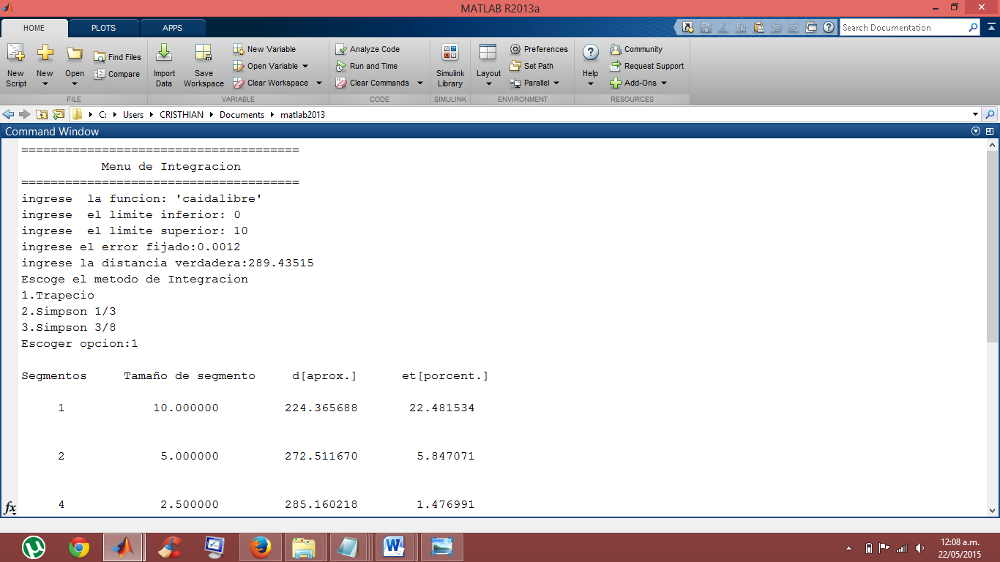 MATLAB R2013a
HOME PLOTS APPS
Search Documentation
New Script
New
Open
Find Files
Compare
FILE
Import Data
Save Workspace
New Variable
Open Variable
Clear Workspace
VARIABLE
Analyze Code
Run and Time
Clear Commands
CODE
Simulink Library
SIMULINK
Layout
Preferences
Set Path
Parallel
ENVIRONMENT
Help
Community
Request Support
Add-Ons
RESOURCES
C: Users CRISTHIAN Documents matlab2013
Command Window
======================================
Menu de Integracion
======================================
ingrese  la funcion: 'caidalibre'
ingrese  el limite inferior: 0
ingrese  el limite superior: 10
ingrese el error fijado:0.0012
ingrese la distancia verdadera:289.43515
Escoge el metodo de Integracion
1.Trapecio
2.Simpson 1/3
3.Simpson 3/8
Escoger opcion:1
Segmentos Tamaño de segmento d[aprox.] et[porcent.]
1 10.000000 224.365688 22.481534
2 5.000000 272.511670 5.847071
4 2.500000 285.160218 1.476991
fx
12:08 a.m.
22/05/2015